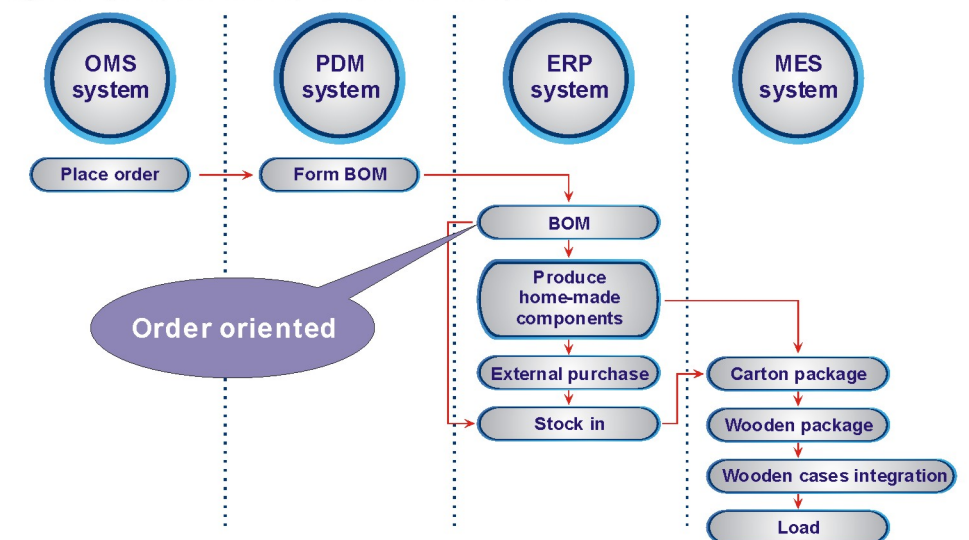 OMS
system
PDM
system
ERP
system
MES
system
Place order
Form BOM
BOM
Produce
home-made
components
Order oriented
External purchase
Carton package
Stock in
Wooden package
Wooden cases integration
Load